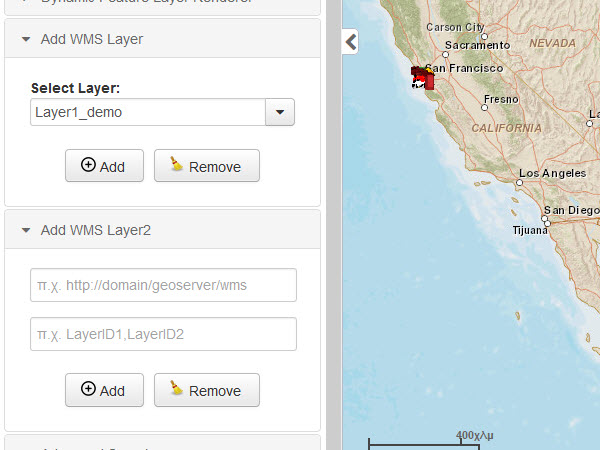 Dynamic Feature Layer Renderer
Add WMS Layer
Select Layer:
Layer1_demo
Add
Remove
Add WMS Layer2
π.χ. http://domain/geoserver/wms
π.χ. LayerID1,LayerID2
Add
Remove
Carson City
Sacramento
NEVADA
San Francisco
Fresno
CALIFORNIA
La
Los Angeles
San Diego
Tijuana
400χλμ